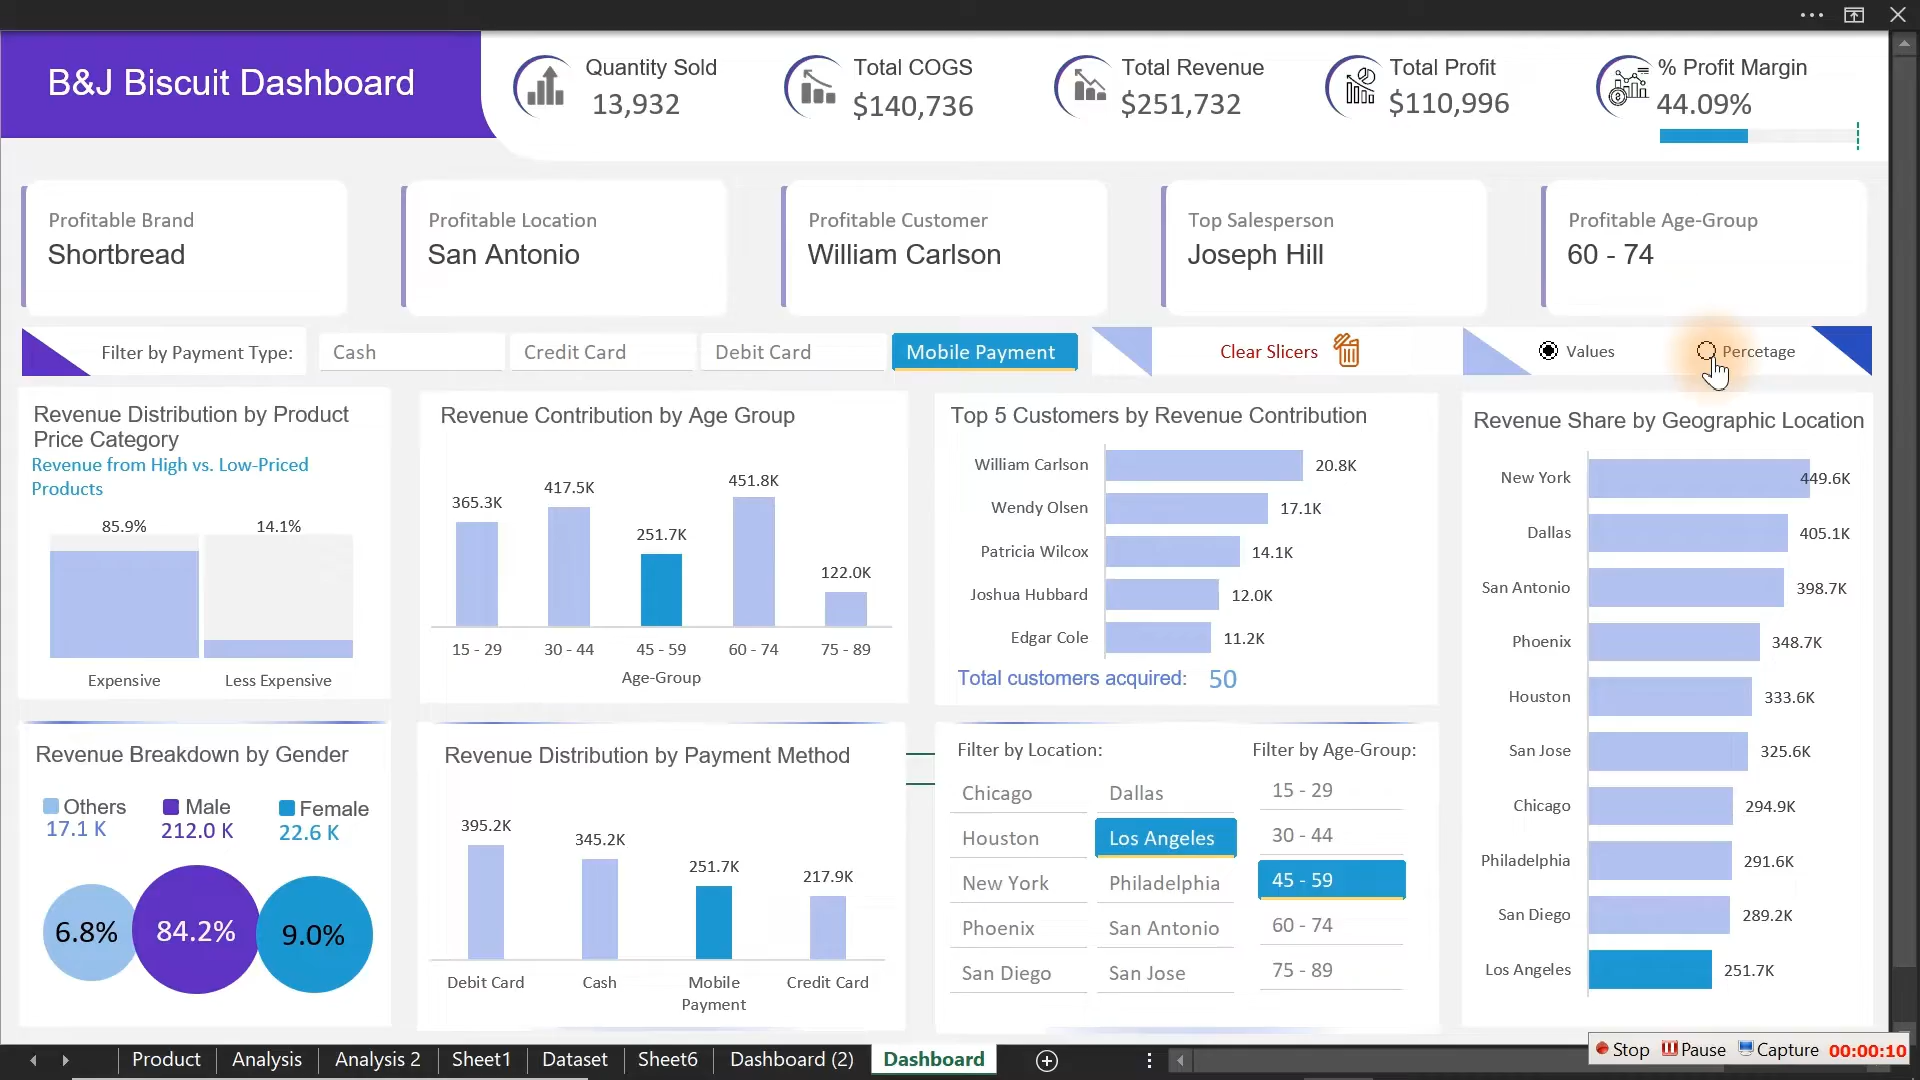 B&J Biscuit Dashboard
Quantity Sold
13,932
Total COGS
$140,736
Total Revenue
$251,732
Total Profit
$110,996
% Profit Margin
44.09%
Profitable Brand
Shortbread
Profitable Location
San Antonio
Profitable Customer
William Carlson
Top Salesperson
Joseph Hill
Profitable Age-Group
60 - 74
Filter by Payment Type:
Cash
Credit Card
Debit Card
Mobile Payment
Clear Slicers
Values
Percetage
Revenue Distribution by Product
Price Category
Revenue from High vs. Low-Priced
Products
85.9%
14.1%
Expensive
Less Expensive
Revenue Contribution by Age Group
365.3K
417.5K
251.7K
451.8K
122.0K
15 - 29
30 - 44
45 - 59
60 - 74
75 - 89
Age-Group
Top 5 Customers by Revenue Contribution
William Carlson 20.8K
Wendy Olsen 17.1K
Patricia Wilcox 14.1K
Joshua Hubbard 12.0K
Edgar Cole 11.2K
Total customers acquired: 50
Revenue Share by Geographic Location
New York 449.6K
Dallas 405.1K
San Antonio 398.7K
Phoenix 348.7K
Houston 333.6K
San Jose 325.6K
Chicago 294.9K
Philadelphia 291.6K
San Diego 289.2K
Los Angeles 251.7K
Revenue Breakdown by Gender
Others
17.1 K
Male
212.0 K
Female
22.6 K
6.8%
84.2%
9.0%
Revenue Distribution by Payment Method
395.2K
345.2K
251.7K
217.9K
Debit Card
Cash
Mobile
Payment
Credit Card
Filter by Location:
Chicago
Dallas
Houston
Los Angeles
New York
Philadelphia
Phoenix
San Antonio
San Diego
San Jose
Filter by Age-Group:
15 - 29
30 - 44
45 - 59
60 - 74
75 - 89
Product
Analysis
Analysis 2
Sheet1
Dataset
Sheet6
Dashboard (2)
Dashboard
Stop
Pause
Capture
00:00:10